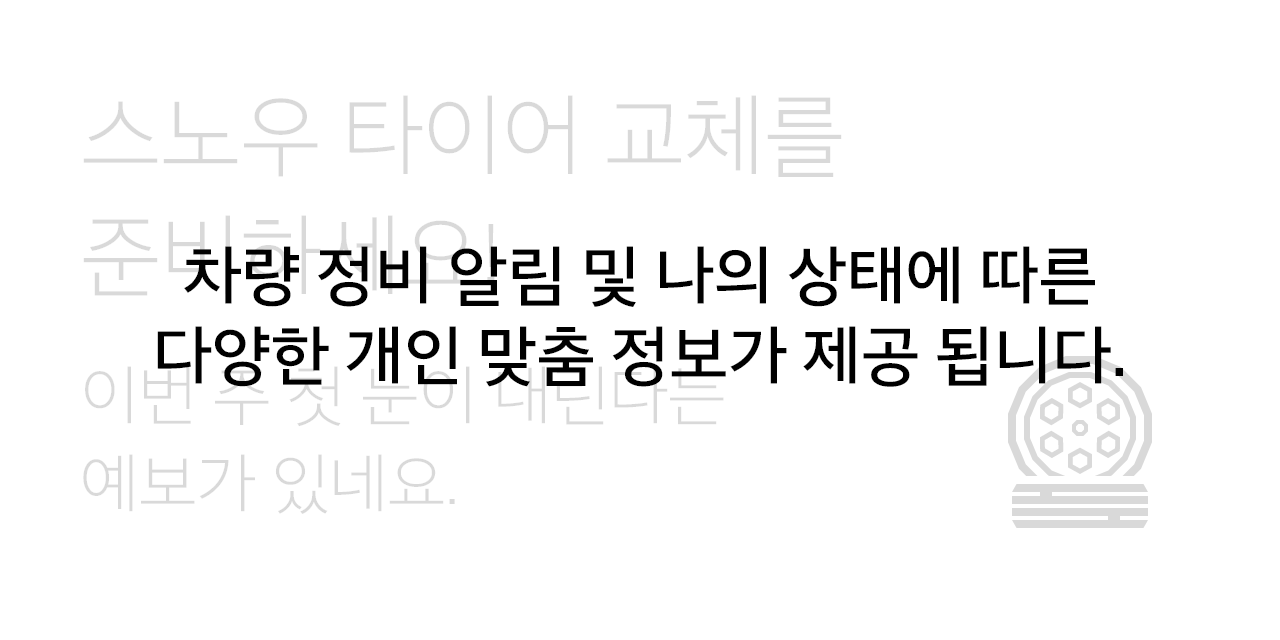 스노우 타이어 교체를
준비하세요!
차량 정비 알림 및 나의 상태에 따른
다양한 개인 맞춤 정보가 제공 됩니다.
이번 주 첫 눈이 내린다는
예보가 있네요.